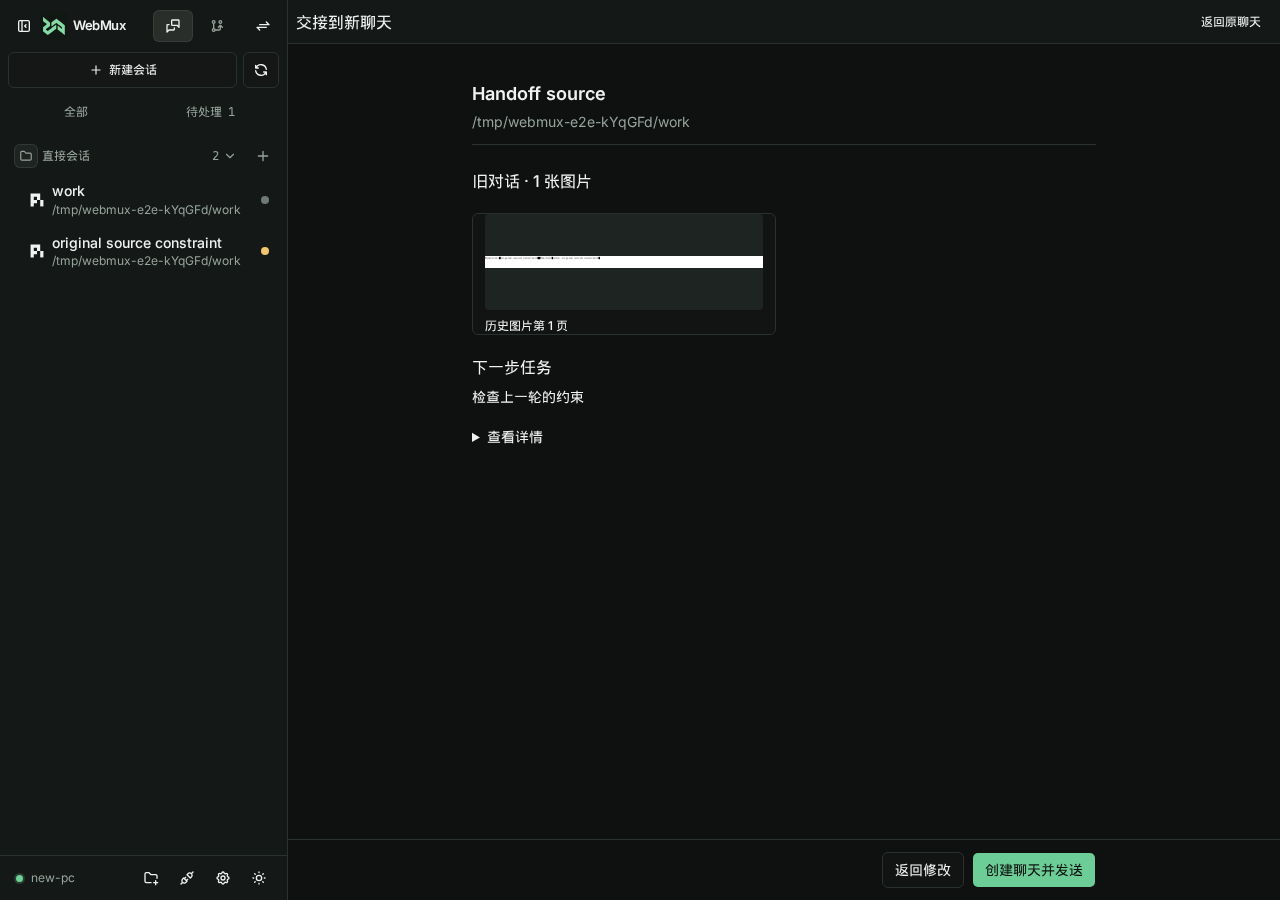 WebMux
新建会话
全部
待处理 1
直接会话
2
work
/tmp/webmux-e2e-kYqGFd/work
original source constraint
/tmp/webmux-e2e-kYqGFd/work
new-pc
交接到新聊天
返回原聊天
Handoff source
/tmp/webmux-e2e-kYqGFd/work
旧对话 · 1 张图片
历史图片第 1 页
下一步任务
检查上一轮的约束
查看详情
返回修改
创建聊天并发送